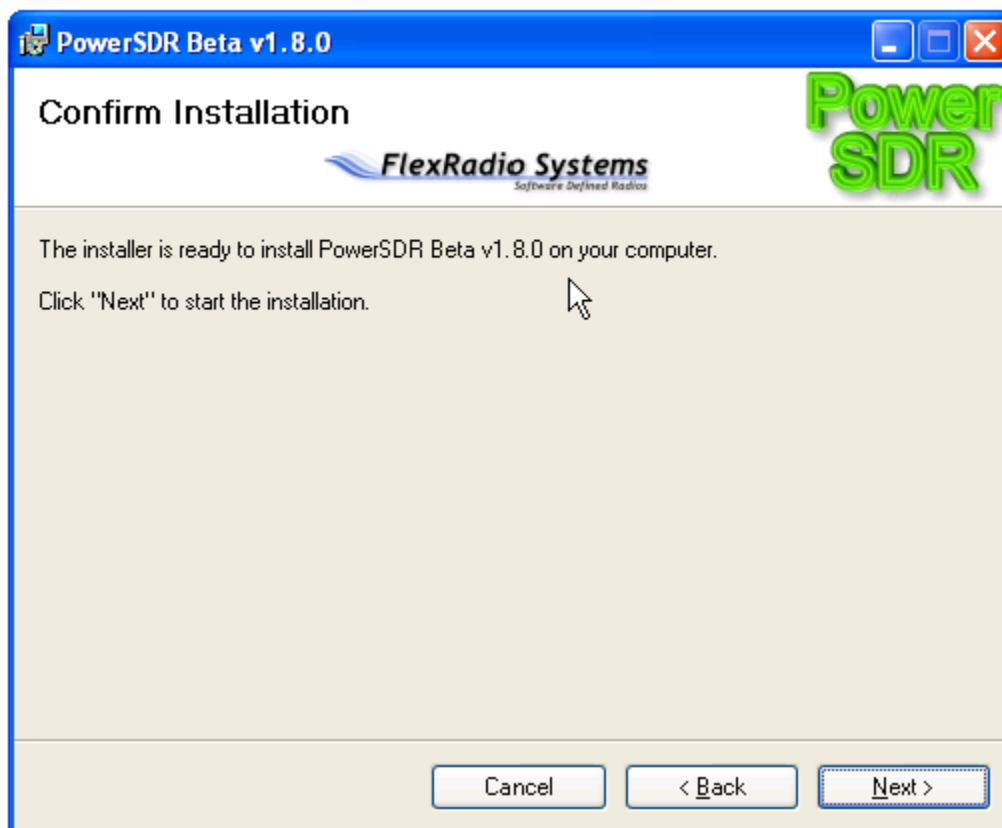 PowerSDR Beta v1.8.0
Confirm Installation
Power
SDR
FlexRadio Systems
Software Defined Radios
The installer is ready to install PowerSDR Beta v1.8.0 on your computer.
Click "Next" to start the installation.
Cancel
< Back
Next >